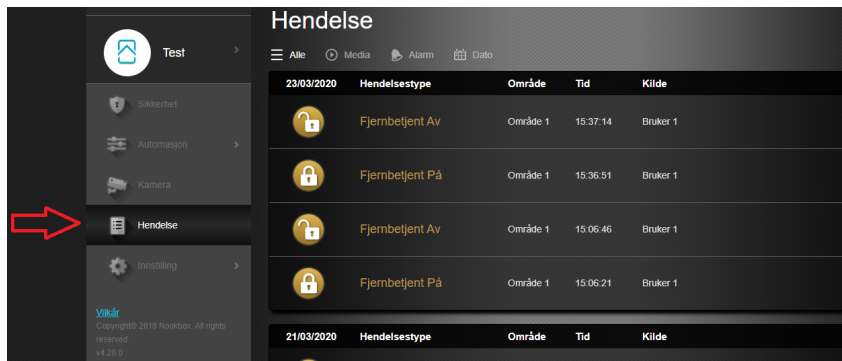 Hendelse
Test
Alle Media Alarm Dato
23/03/2020 Hendelsestype Område Tid Kilde
Sikkerhet
Fjernbetjent Av Område 1 15:37:14 Bruker 1
Automasjon
Fjernbetjent På Område 1 15:36:51 Bruker 1
Kamera
Hendelse
Fjernbetjent Av Område 1 15:06:46 Bruker 1
Innstilling
Fjernbetjent På Område 1 15:06:21 Bruker 1
Vilkår
Copyright© 2018 Nookbox. All rights
reserved.
v4.20.0
21/03/2020 Hendelsestype Område Tid Kilde